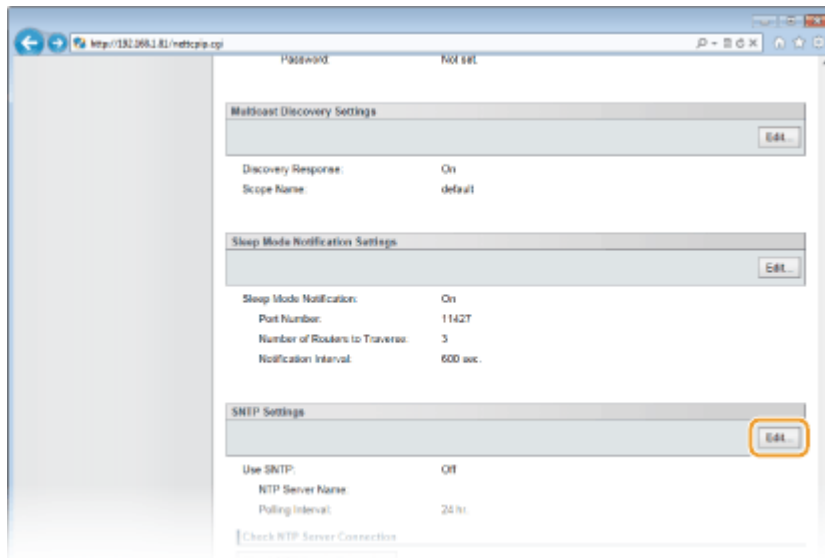 http://192.168.1.81/nettcpip.cgi
Password: Not set.
Multicast Discovery Settings
Edit...
Discovery Response: On
Scope Name: default
Sleep Mode Notification Settings
Edit...
Sleep Mode Notification: On
Port Number: 11427
Number of Routers to Traverse: 3
Notification Interval: 600 sec.
SNTP Settings
Edit...
Use SNTP: Off
NTP Server Name:
Polling Interval: 24 hr.
Check NTP Server Connection